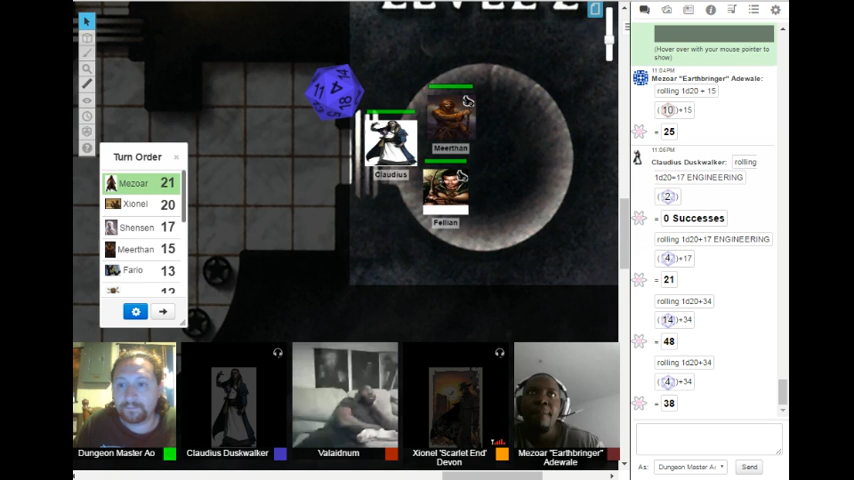 LEVEL 2
14
11
4
18
Claudius
Meerthan
Fellian
Turn Order ×
Mezoar 21
Xionel 20
Shensen 17
Meerthan 15
Fario 13
Dungeon Master Ao
Claudius Duskwalker
Valaidnum
Xionel 'Scarlet End'
Devon
Mezoar "Earthbringer"
Adewale
(Hover over with your mouse pointer to
show)
11:04PM
Mezoar "Earthbringer" Adewale:
rolling 1d20 + 15
(10)+15
= 25
11:06PM
Claudius Duskwalker: rolling
1d20=17 ENGINEERING
(2)
= 0 Successes
rolling 1d20+17 ENGINEERING
(4)+17
= 21
rolling 1d20+34
(14)+34
= 48
rolling 1d20+34
(4)+34
= 38
As: Dungeon Master A
Send